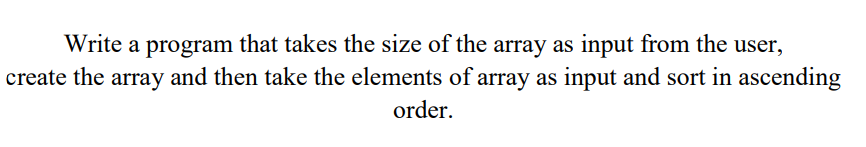 Write a program that takes the size of the array as input from the user,
create the array and then take the elements of array as input and sort in ascending
order.